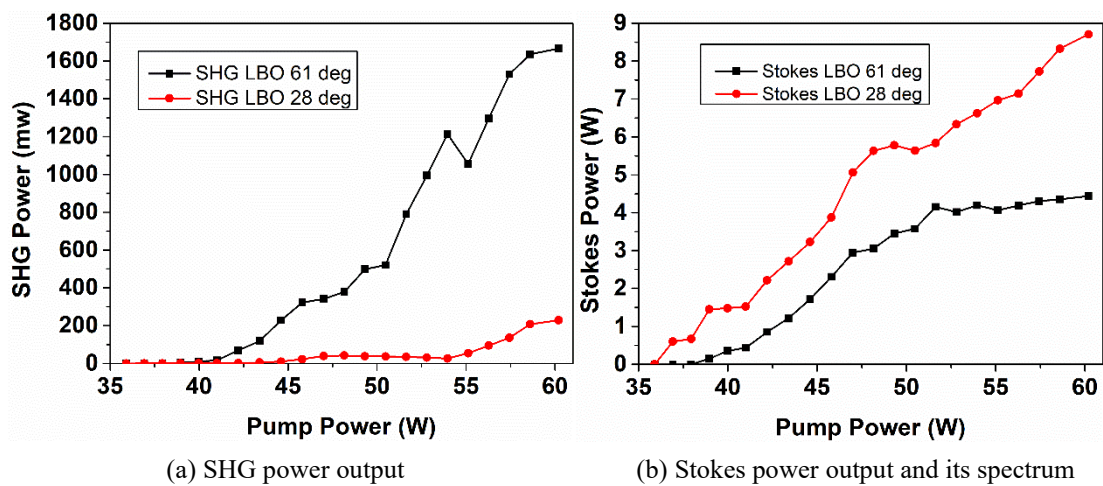 1800
1600
1400
1200
1000
800
600
400
200
0
SHG Power (mw)
SHG LBO 61 deg
SHG LBO 28 deg
35 40 45 50 55 60
Pump Power (W)
(a) SHG power output
9
8
7
6
5
4
3
2
1
0
Stokes Power (W)
Stokes LBO 61 deg
Stokes LBO 28 deg
35 40 45 50 55 60
Pump Power (W)
(b) Stokes power output and its spectrum